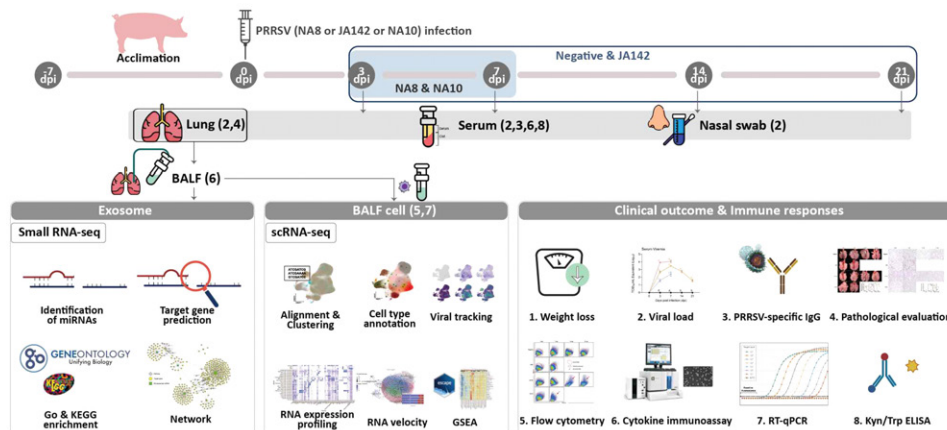 PRRSV (NA8 or JA142 or NA10) infection
Acclimation
Negative & JA142
-7 dpi
0 dpi
3 dpi
7 dpi
14 dpi
21 dpi
NA8 & NA10
Lung (2,4)
Serum (2,3,6,8)
Nasal swab (2)
BALF (6)
Exosome
BALF cell (5,7)
Clinical outcome & Immune responses
Small RNA-seq
scRNA-seq
Identification
of miRNAs
Target gene
prediction
Alignment &
Clustering
Cell type
annotation
Viral tracking
1. Weight loss
2. Viral load
3. PRRSV-specific IgG
4. Pathological evaluation
GENEONTOLOGY
Unifying Biology
Go & KEGG
enrichment
Network
RNA expression
profiling
RNA velocity
GSEA
5. Flow cytometry
6. Cytokine immunoassay
7. RT-qPCR
8. Kyn/Trp ELISA